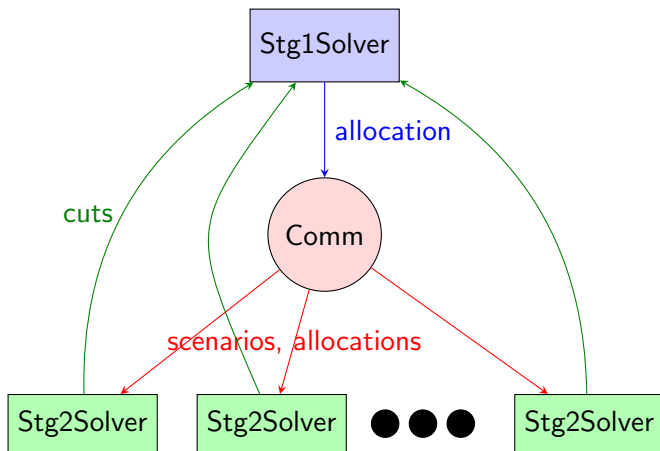 Stg1Solver
allocation
cuts
Comm
scenarios, allocations
Stg2Solver
Stg2Solver
Stg2Solver